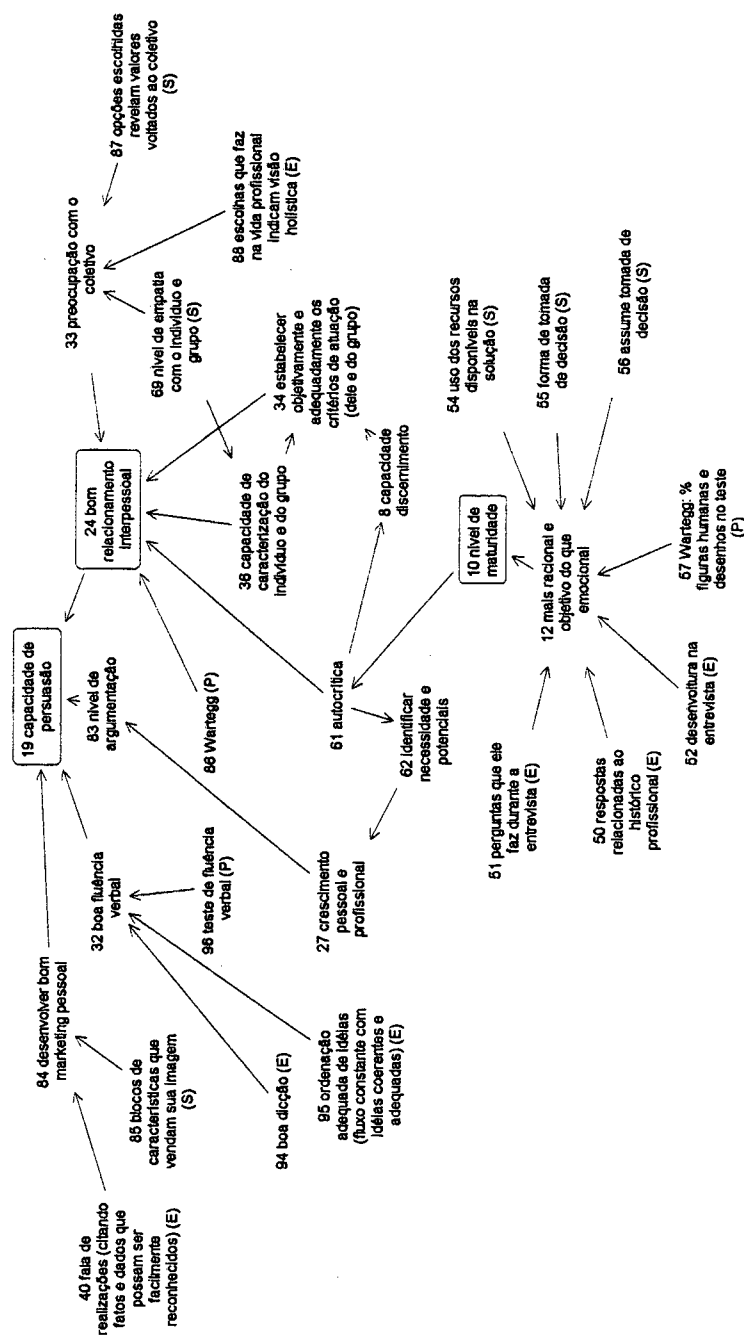 19 capacidade de
persuasão
84 desenvolver bom
marketing pessoal
32 boa fluência
verbal
83 nível de
argumentação
24 bom
relacionamento
interpessoal
33 preocupação com o
coletivo
87 opções escolhidas
revelam valores
voltados ao coletivo
(S)
40 fala de
realizações (citando
fatos e dados que
possam ser
facilmente
reconhecidos) (E)
85 blocos de
características que
vendam sua imagem
(S)
96 teste de fluência
verbal (P)
86 Wartegg (P)
36 capacidade de
caracterização do
indivíduo e do grupo
69 nível de empatia
com o indivíduo e
grupo (S)
88 escolhas que faz
na vida profissional
indicam visão
holística (E)
94 boa dicção (E)
95 ordenação
adequada de idéias
(fluxo constante com
idéias coerentes e
adequadas) (E)
27 crescimento
pessoal e
profissional
62 identificar
necessidade e
potenciais
61 autocrítica
8 capacidade
discernimento
34 estabelecer
objetivamente e
adequadamente os
critérios de atuação
(dele e do grupo)
10 nível de
maturidade
12 mais racional e
objetivo do que
emocional
51 perguntas que ele
faz durante a
entrevista (E)
50 respostas
relacionadas ao
histórico
profissional (E)
52 desenvoltura na
entrevista (E)
57 Wartegg: %
figuras humanas e
desenhos no teste
(P)
54 uso dos recursos
disponíveis na
solução (S)
55 forma de tomada
de decisão (S)
56 assume tomada de
decisão (S)